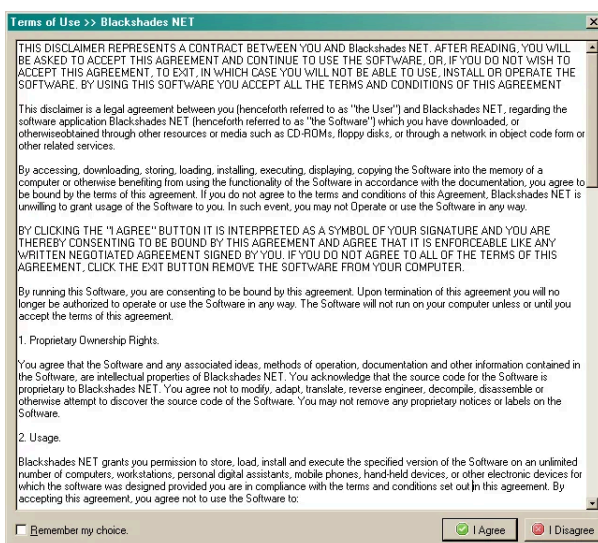 Terms of Use >> Blackshades NET
THIS DISCLAIMER REPRESENTS A CONTRACT BETWEEN YOU AND Blackshades NET. AFTER READING, YOU WILL
BE ASKED TO ACCEPT THIS AGREEMENT AND CONTINUE TO USE THE SOFTWARE, OR, IF YOU DO NOT WISH TO
ACCEPT THIS AGREEMENT, TO EXIT, IN WHICH CASE YOU WILL NOT BE ABLE TO USE, INSTALL OR OPERATE THE
SOFTWARE. BY USING THIS SOFTWARE YOU ACCEPT ALL THE TERMS AND CONDITIONS OF THIS AGREEMENT
This disclaimer is a legal agreement between you (henceforth referred to as "the User") and Blackshades NET, regarding the
software application Blackshades NET (henceforth referred to as "the Software") which you have downloaded, or
otherwiseobtained through other resources or media such as CD-ROMs, floppy disks, or through a network in object code form or
other related services.
By accessing, downloading, storing, loading, installing, executing, displaying, copying the Software into the memory of a
computer or otherwise benefiting from using the functionality of the Software in accordance with the documentation, you agree to
be bound by the terms of this agreement. If you do not agree to the terms and conditions of this Agreement, Blackshades NET is
unwilling to grant usage of the Software to you. In such event, you may not Operate or use the Software in any way.
BY CLICKING THE "I AGREE" BUTTON IT IS INTERPRETED AS A SYMBOL OF YOUR SIGNATURE AND YOU ARE
THEREBY CONSENTING TO BE BOUND BY THIS AGREEMENT AND AGREE THAT IT IS ENFORCEABLE LIKE ANY
WRITTEN NEGOTIATED AGREEMENT SIGNED BY YOU. IF YOU DO NOT AGREE TO ALL OF THE TERMS OF THIS
AGREEMENT, CLICK THE EXIT BUTTON REMOVE THE SOFTWARE FROM YOUR COMPUTER.
By running this Software, you are consenting to be bound by this agreement. Upon termination of this agreement you will no
longer be authorized to operate or use the Software in any way. The Software will not run on your computer unless or until you
accept the terms of this agreement.
1. Proprietary Ownership Rights.
You agree that the Software and any associated ideas, methods of operation, documentation and other information contained in
the Software, are intellectual properties of Blackshades NET. You acknowledge that the source code for the Software is
proprietary to Blackshades NET. You agree not to modify, adapt, translate, reverse engineer, decompile, disassemble or
otherwise attempt to discover the source code of the Software. You may not remove any proprietary notices or labels on the
Software.
2. Usage.
Blackshades NET grants you permission to store, load, install and execute the specified version of the Software on an unlimited
number of computers, workstations, personal digital assistants, mobile phones, hand-held devices, or other electronic devices for
which the software was designed provided you are in compliance with the terms and conditions set out in this agreement. By
accepting this agreement, you agree not to use the Software to:
Remember my choice.
I Agree
I Disagree